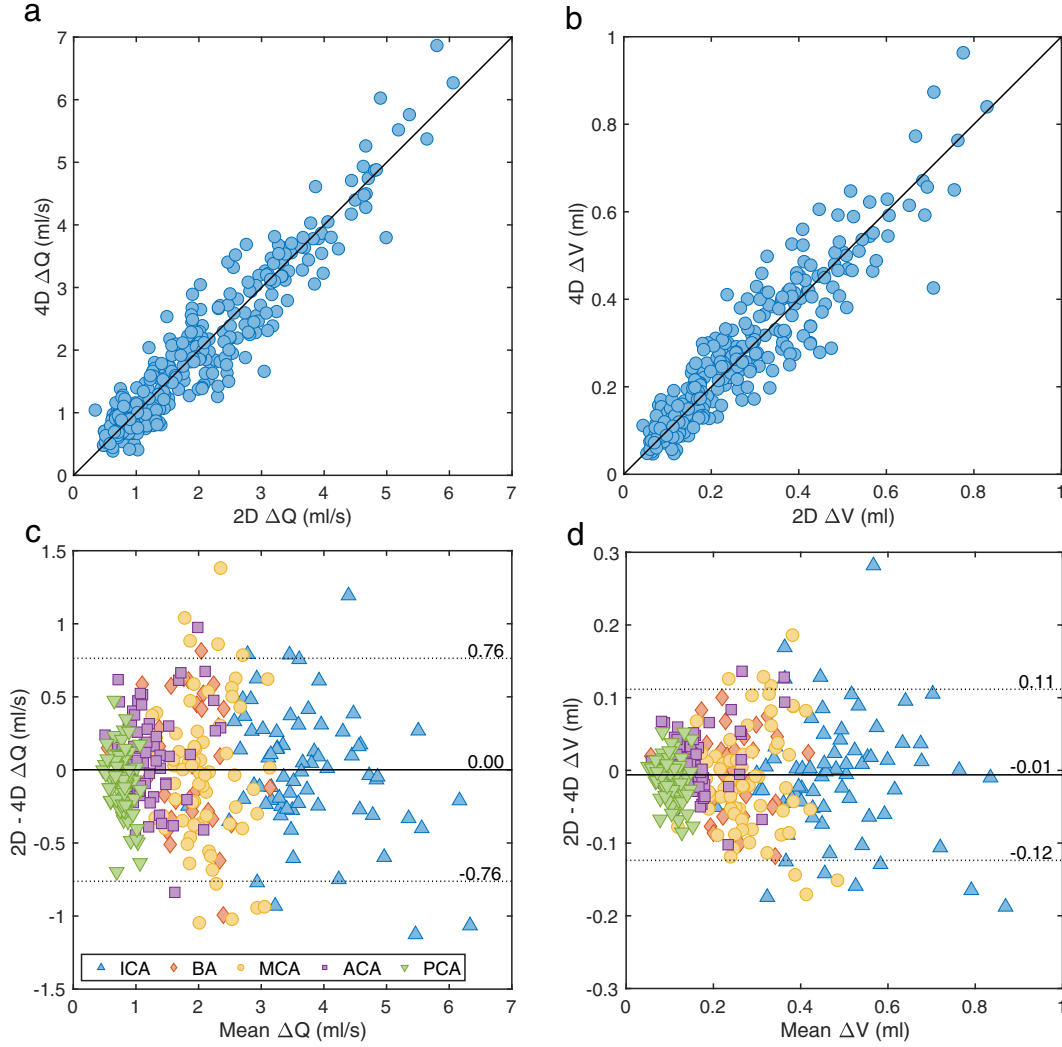 a
7
6
5
4
3
2
1
0
4D ΔQ (ml/s)
0 1 2 3 4 5 6 7
2D ΔQ (ml/s)
b
1
0.8
0.6
0.4
0.2
0
4D ΔV (ml)
0 0.2 0.4 0.6 0.8 1
2D ΔV (ml)
c
1.5
1
0.5
0
-0.5
-1
-1.5
2D - 4D ΔQ (ml/s)
0.76
0.00
-0.76
ICA BA MCA ACA PCA
0 1 2 3 4 5 6 7
Mean ΔQ (ml/s)
d
0.3
0.2
0.1
0
-0.1
-0.2
-0.3
2D - 4D ΔV (ml)
0.11
-0.01
-0.12
0 0.2 0.4 0.6 0.8 1
Mean ΔV (ml)